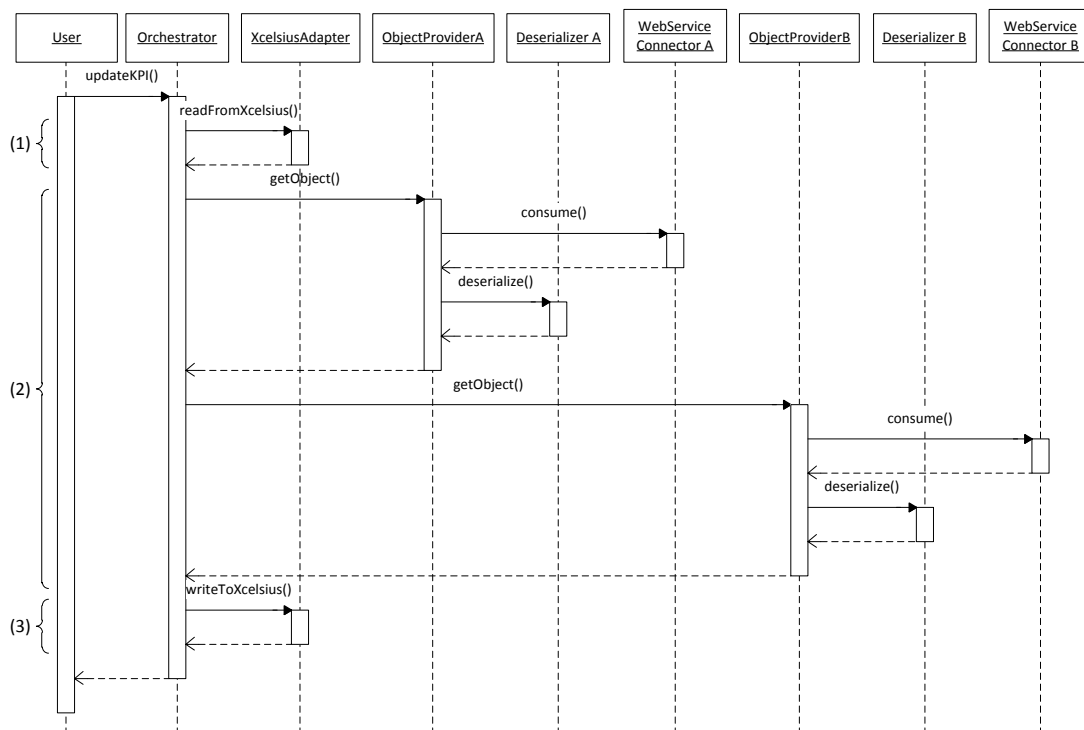 User
Orchestrator
XcelsiusAdapter
ObjectProviderA
Deserializer A
WebService
Connector A
ObjectProviderB
Deserializer B
WebService
Connector B
updateKPI()
readFromXcelsius()
(1)
getObject()
consume()
deserialize()
(2)
getObject()
consume()
deserialize()
writeToXcelsius()
(3)